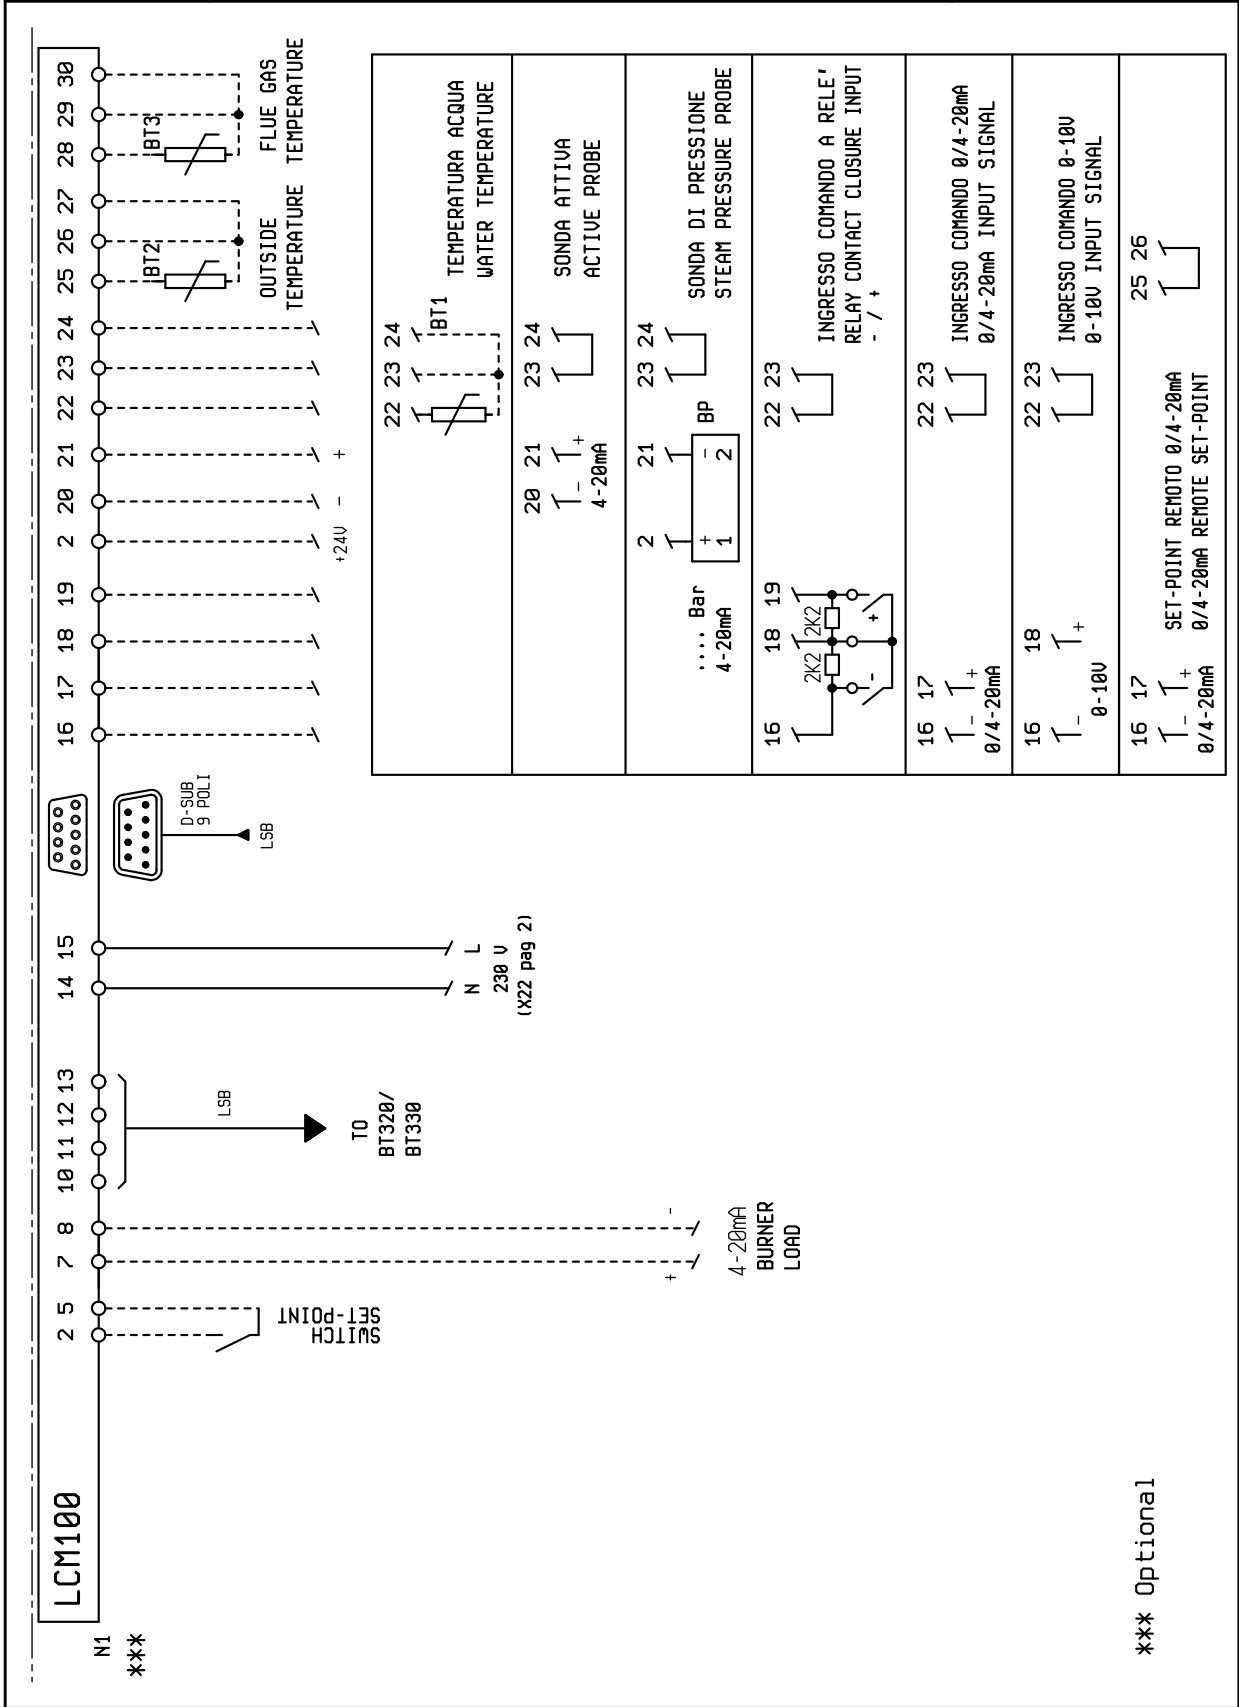 LCM100
N1
***
2 5 7 8 10 11 12 13 14 15 16 17 18 19 2 20 21 22 23 24 25 26 27 28 29 30
SWITCH
SET-POINT
+ -
4-20mA
BURNER
LOAD
LSB
TO
BT320/
BT330
N L
230 V
(X22 pag 2)
D-SUB
9 POLI
LSB
+24V - +
BT2
OUTSIDE
TEMPERATURE
BT3
FLUE GAS
TEMPERATURE
22 23 24
BT1
TEMPERATURA ACQUA
WATER TEMPERATURE
20 21 23 24
- +
4-20mA
SONDA ATTIVA
ACTIVE PROBE
2 21 23 24
.... Bar
4-20mA
+ -
1 2
BP
SONDA DI PRESSIONE
STEAM PRESSURE PROBE
16 18 19 22 23
2K2 2K2
- +
INGRESSO COMANDO A RELE'
RELAY CONTACT CLOSURE INPUT
- / +
16 17 22 23
- +
0/4-20mA
INGRESSO COMANDO 0/4-20mA
0/4-20mA INPUT SIGNAL
16 18 22 23
- +
0-10V
INGRESSO COMANDO 0-10V
0-10V INPUT SIGNAL
16 17 25 26
- +
0/4-20mA
SET-POINT REMOTO 0/4-20mA
0/4-20mA REMOTE SET-POINT
*** Optional